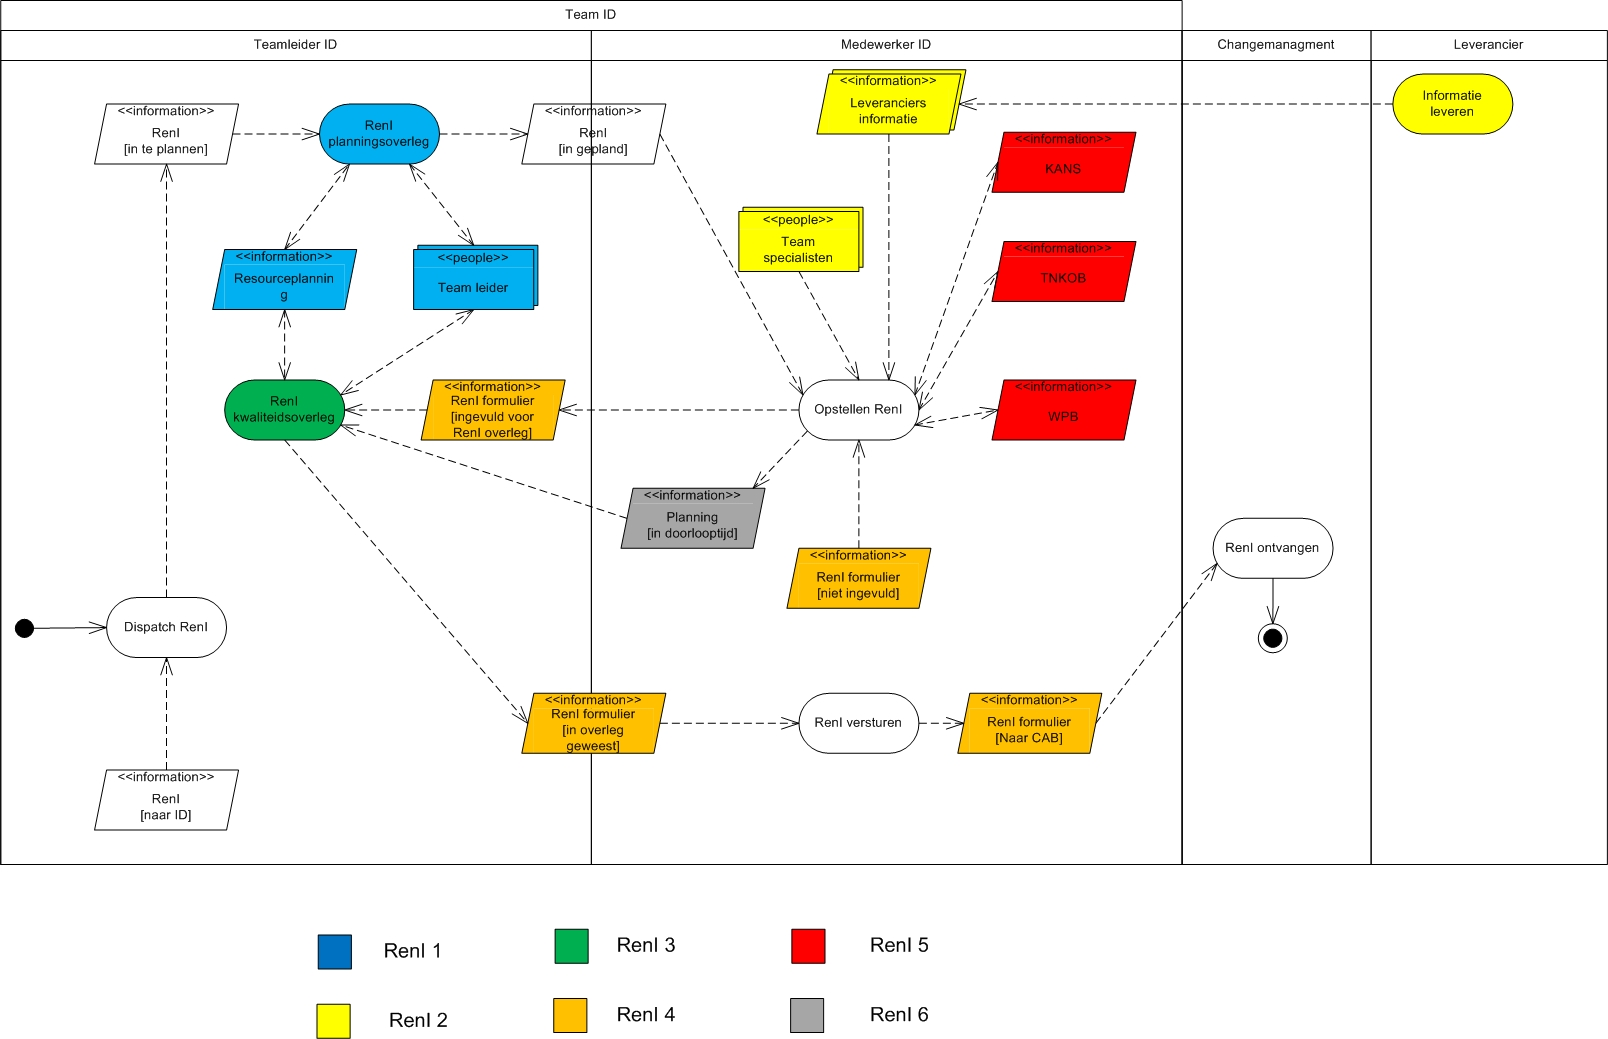 Team ID
Teamleider ID
Medewerker ID
Changemanagment
Leverancier
<<information>>
RenI
[in te plannen]
RenI
planningsoverleg
<<information>>
RenI
[in gepland]
<<information>>
Leveranciers
informatie
Informatie
leveren
<<information>>
KANS
<<people>>
Team
specialisten
<<information>>
Resourceplannin
g
<<people>>
Team leider
<<information>>
TNKOB
RenI
kwaliteidsoverleg
<<information>>
RenI formulier
[ingevuld voor
RenI overleg]
Opstellen RenI
<<information>>
WPB
<<information>>
Planning
[in doorlooptijd]
<<information>>
RenI formulier
[niet ingevuld]
RenI ontvangen
Dispatch RenI
<<information>>
RenI formulier
[in overleg
geweest]
RenI versturen
<<information>>
RenI formulier
[Naar CAB]
<<information>>
RenI
[naar ID]
RenI 1
RenI 3
RenI 5
RenI 2
RenI 4
RenI 6